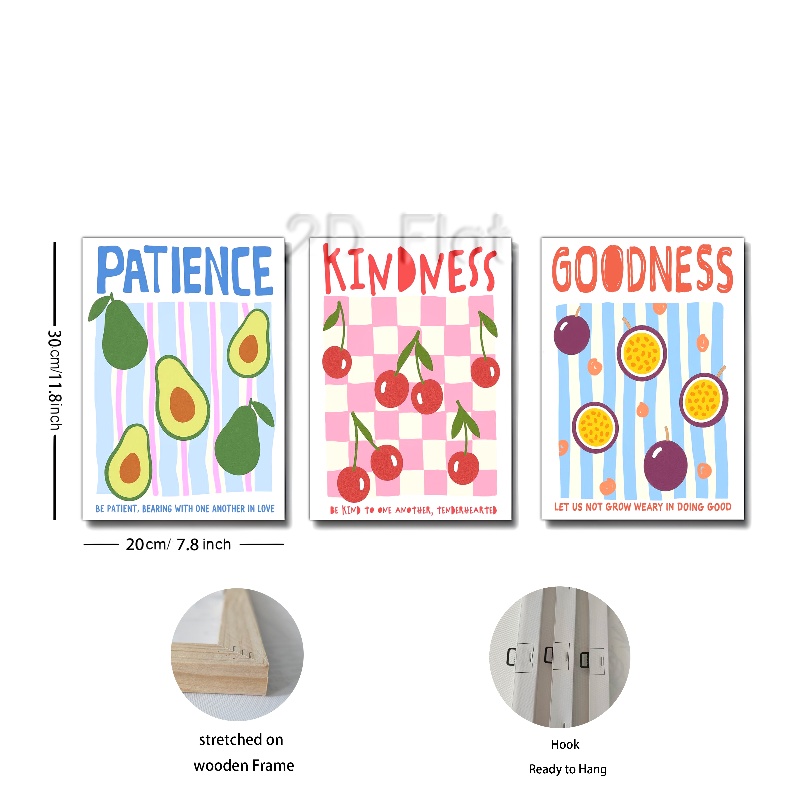 2D Flat
PATIENCE
KINDNESS
GOODNESS
30cm/11.8inch
BE PATIENT, BEARING WITH ONE ANOTHER IN LOVE
BE KIND TO ONE ANOTHER, TENDERHEARTED
LET US NOT GROW WEARY IN DOING GOOD
20cm/ 7.8 inch
stretched on
wooden Frame
Hook
Ready to Hang